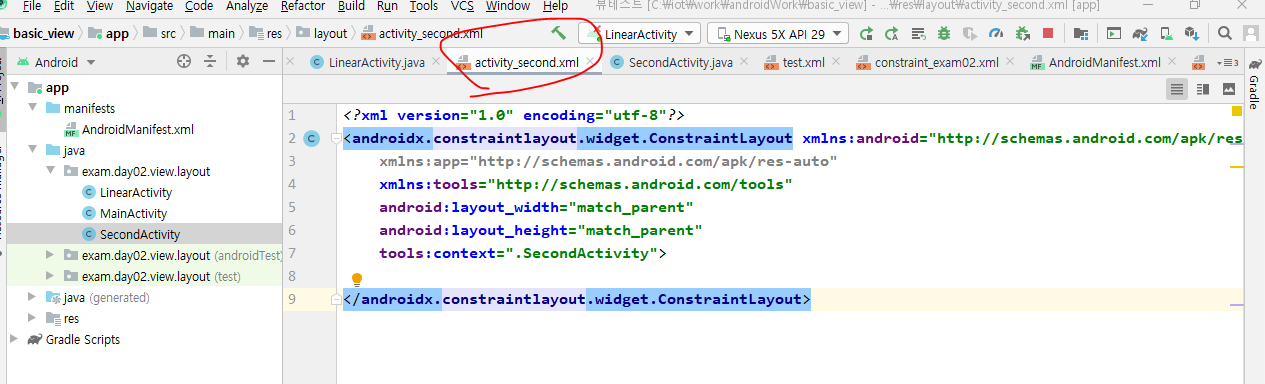 File Edit View Navigate Code Analyze Refactor Build Run Tools VCS Window Help 뷰테스트 [C:₩iot₩work₩androidWork₩basic_view] - ...₩res₩layout₩activity_second.xml [app]
basic_view app src main res layout activity_second.xml LinearActivity Nexus 5X API 29
Android LinearActivity.java activity_second.xml SecondActivity.java test.xml constraint_exam02.xml AndroidManifest.xml 3
app
manifests
AndroidManifest.xml
java
exam.day02.view.layout
LinearActivity
MainActivity
SecondActivity
exam.day02.view.layout (androidTest)
exam.day02.view.layout (test)
java (generated)
res
Gradle Scripts
1 <?xml version="1.0" encoding="utf-8"?>
2 <androidx.constraintlayout.widget.ConstraintLayout xmlns:android="http://schemas.android.com/apk/res
3 xmlns:app="http://schemas.android.com/apk/res-auto"
4 xmlns:tools="http://schemas.android.com/tools"
5 android:layout_width="match_parent"
6 android:layout_height="match_parent"
7 tools:context=".SecondActivity">
8
9 </androidx.constraintlayout.widget.ConstraintLayout>
Gradle